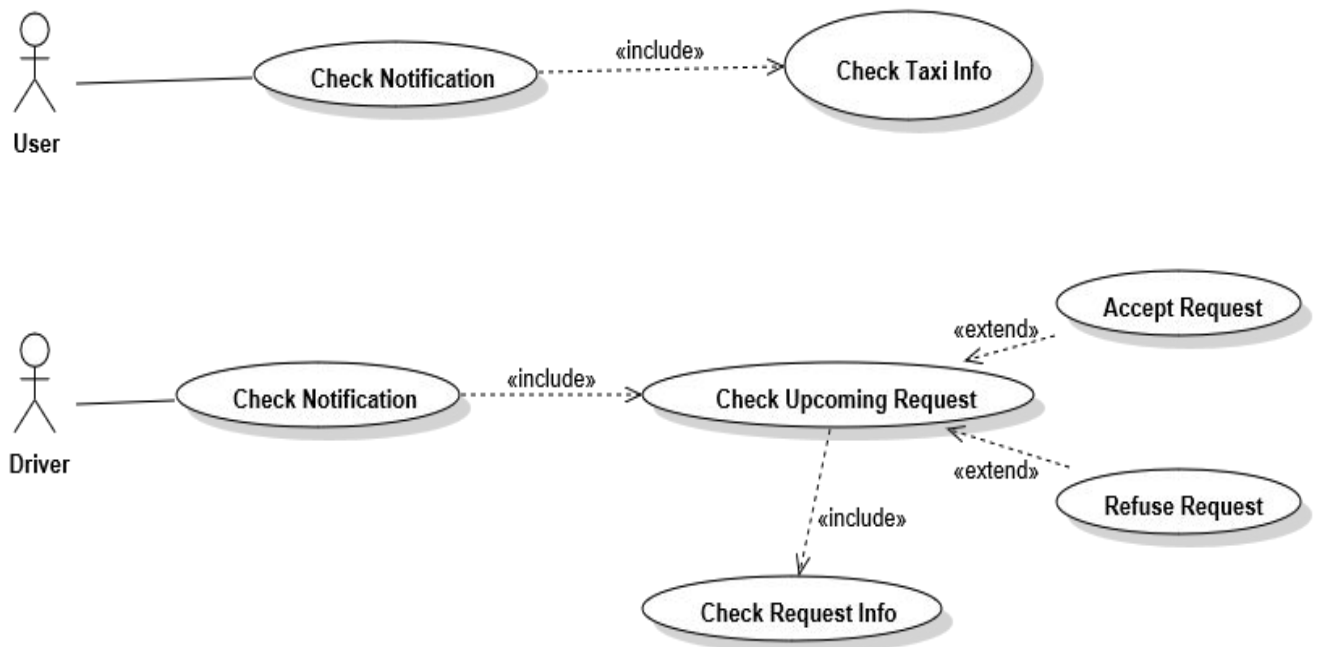 «include»
Check Notification
Check Taxi Info
User
Accept Request
«extend»
«include»
Check Notification
Check Upcoming Request
Driver
«extend»
Refuse Request
«include»
Check Request Info